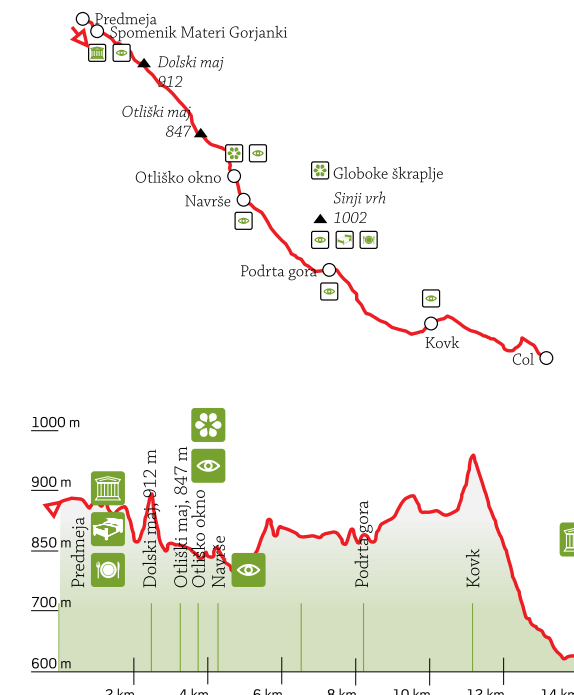 Predmeja
Spomenik Materi Gorjanki
Dolski maj
912
Otliški maj
847
Globoke škraplje
Otliško okno
Sinji vrh
Navrše
1002
Podrta gora
Kovk
Col
1000 m
900 m
850 m
700 m
600 m
Predmeja
Dolski maj, 912 m
Otliški maj, 847 m
Otliško okno
Navrše
Podrta gora
Kovk
2 km
4 km
6 km
8 km
10 km
12 km
14 km